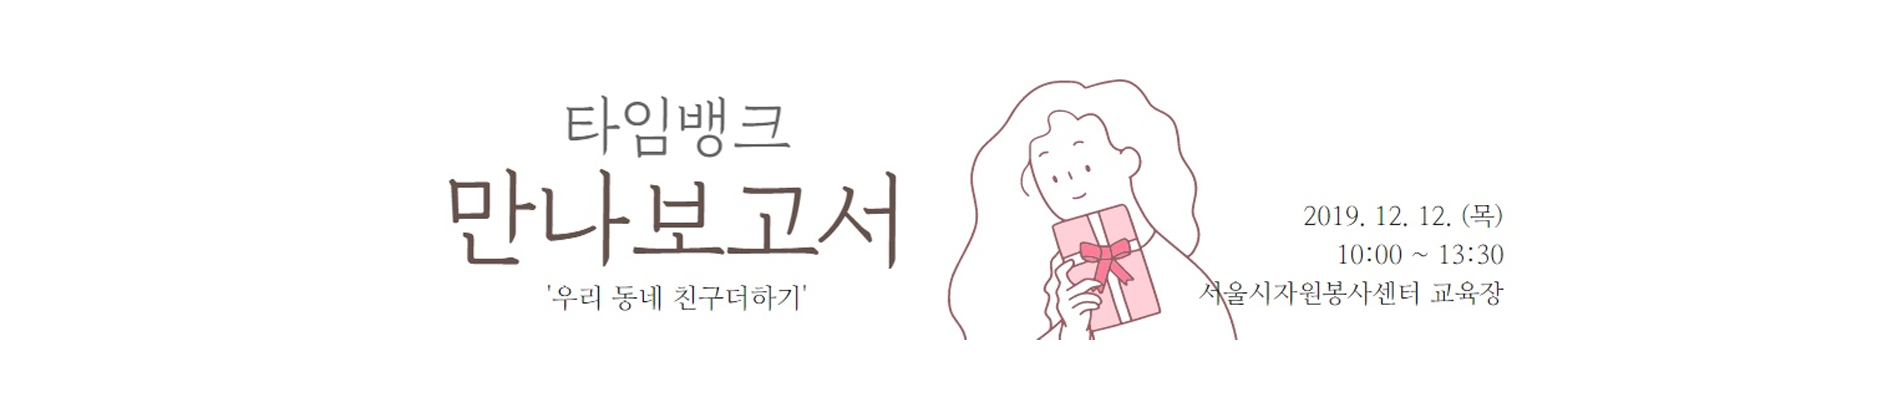 타임뱅크
만나보고서
'우리 동네 친구더하기'
2019. 12. 12. (목)
10:00 ~ 13:30
서울시자원봉사센터 교육장